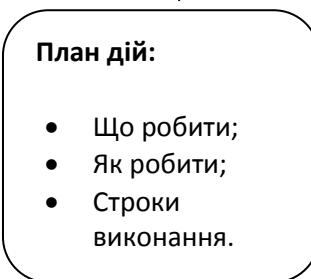 План дій:
• Що робити;
• Як робити;
• Строки
виконання.